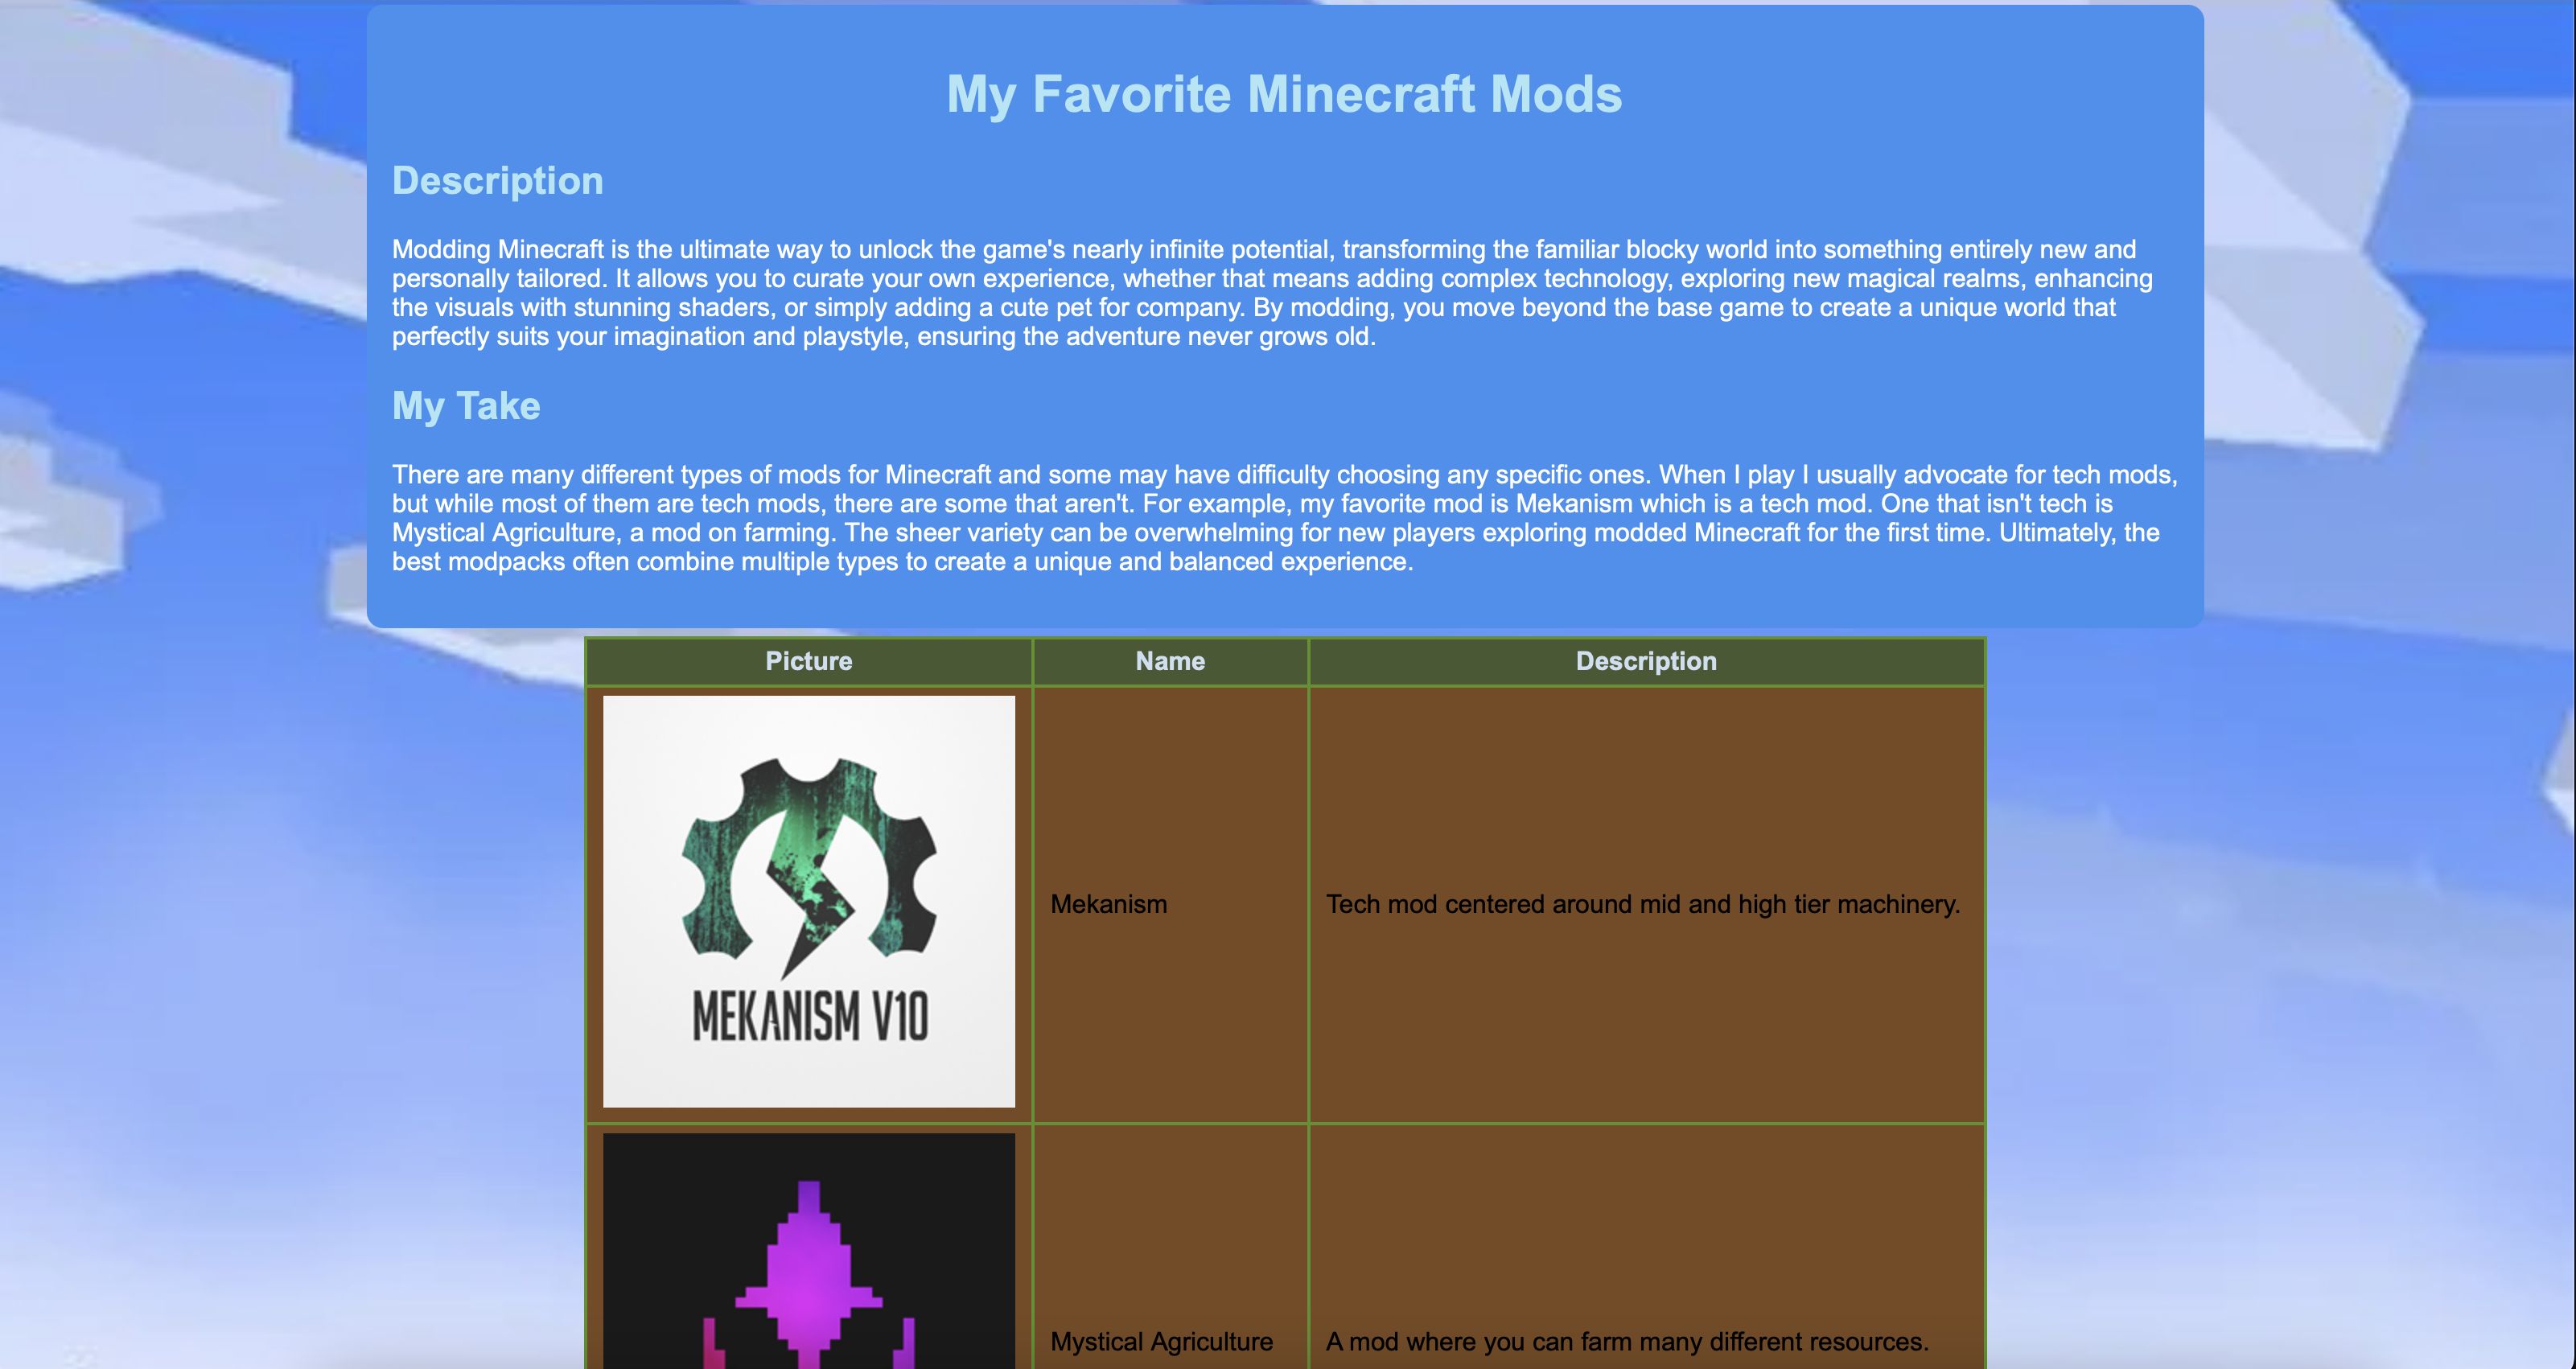 My Favorite Minecraft Mods
Description
Modding Minecraft is the ultimate way to unlock the game's nearly infinite potential, transforming the familiar blocky world into something entirely new and
personally tailored. It allows you to curate your own experience, whether that means adding complex technology, exploring new magical realms, enhancing
the visuals with stunning shaders, or simply adding a cute pet for company. By modding, you move beyond the base game to create a unique world that
perfectly suits your imagination and playstyle, ensuring the adventure never grows old.
My Take
There are many different types of mods for Minecraft and some may have difficulty choosing any specific ones. When I play I usually advocate for tech mods,
but while most of them are tech mods, there are some that aren't. For example, my favorite mod is Mekanism which is a tech mod. One that isn't tech is
Mystical Agriculture, a mod on farming. The sheer variety can be overwhelming for new players exploring modded Minecraft for the first time. Ultimately, the
best modpacks often combine multiple types to create a unique and balanced experience.
Picture Name Description
MEKANISM V10
Mekanism
Tech mod centered around mid and high tier machinery.
Mystical Agriculture
A mod where you can farm many different resources.